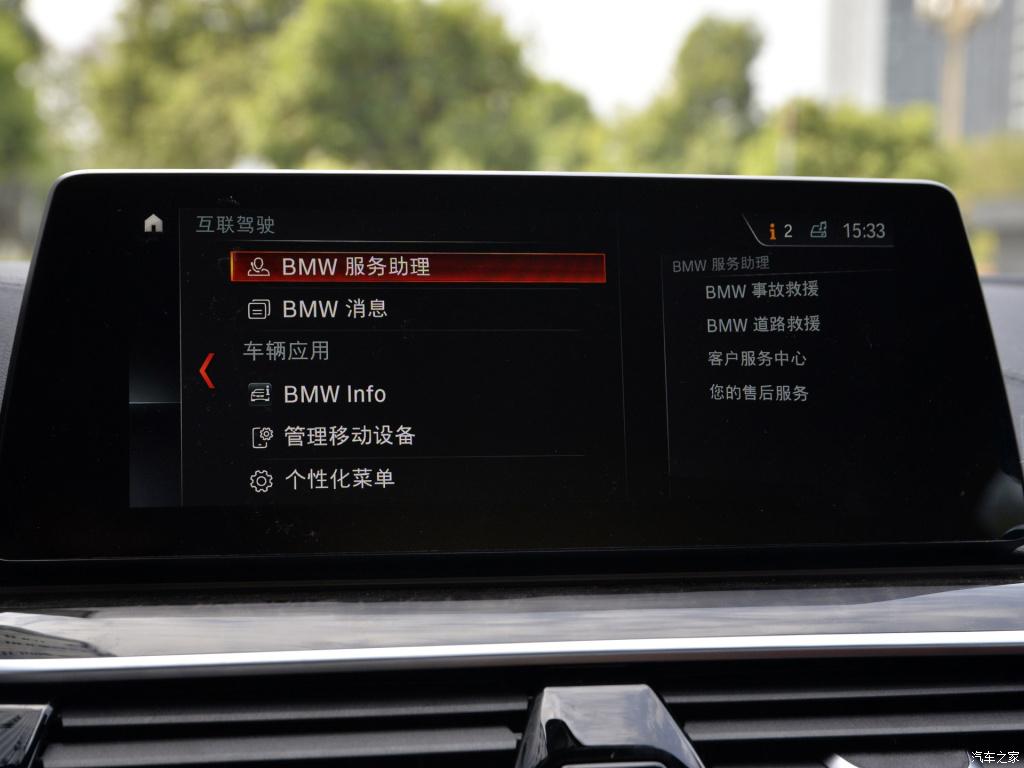 互联驾驶
i 2 15:33
BMW 服务助理
BMW 消息
车辆应用
BMW Info
管理移动设备
个性化菜单
BMW 服务助理
BMW 事故救援
BMW 道路救援
客户服务中心
您的售后服务
汽车之家